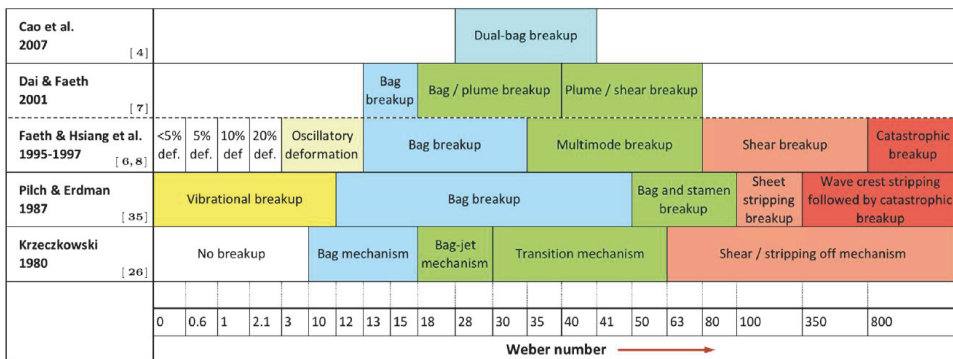 Cao et al.
2007
[4]
Dual-bag breakup
Dai & Faeth
2001
[7]
Bag
breakup
Bag / plume breakup
Plume / shear breakup
Faeth & Hsiang et al.
1995-1997
[6,8]
<5%
def.
5%
def.
10%
def
20%
def.
Oscillatory
deformation
Bag breakup
Multimode breakup
Shear breakup
Catastrophic
breakup
Pilch & Erdman
1987
[35]
Vibrational breakup
Bag breakup
Bag and stamen
breakup
Sheet
stripping
breakup
Wave crest stripping
followed by catastrophic
breakup
Krzeczkowski
1980
[26]
No breakup
Bag mechanism
Bag-jet
mechanism
Transition mechanism
Shear / stripping off mechanism
0 0.6 1 2.1 3 10 12 13 15 18 28 30 35 40 41 50 63 80 100 350 800
Weber number